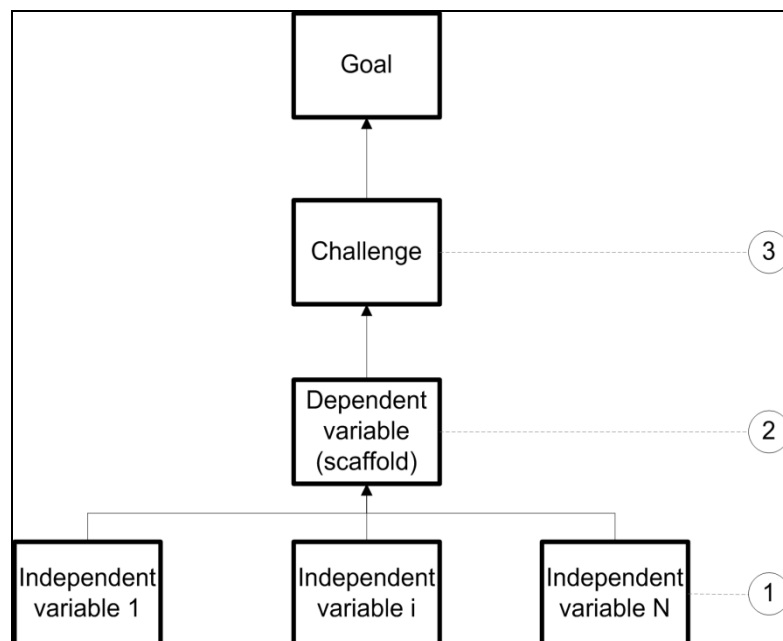 Goal
Challenge
3
Dependent
variable
(scaffold)
2
Independent
variable 1
Independent
variable i
Independent
variable N
1